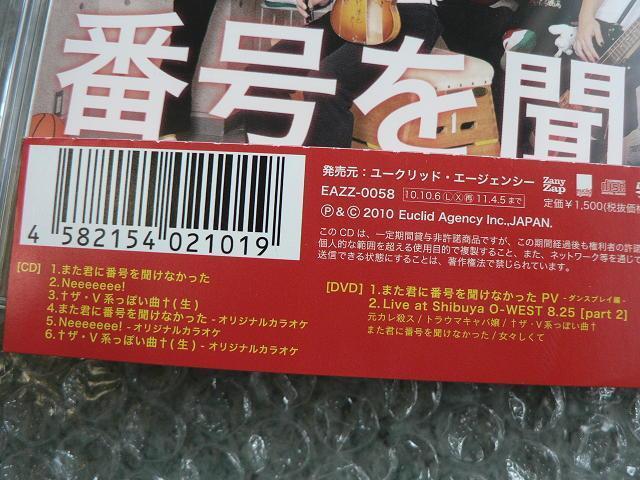 番号を聞
発売元：ユークリッド・エージェンシー
EAZZ-0058 10.10.6 L X 再 11.4.5まで
Zany Zap
定価￥1,500(税抜価格
Ⓟ & © 2010 Euclid Agency Inc.,JAPAN.
このCDは、一定期間貸与非許諾商品ですが、この期間経過後も権利者の許諾
個人的な範囲を超える使用目的で複製すること、また、ネットワーク等を通じて
送信できる状態にすることは、著作権法で禁じられています。
4 582154 021019
[CD] 1.また君に番号を聞けなかった
2.Neeeeeee!
3.†ザ・V系っぽい曲†(生)
4.また君に番号を聞けなかった - オリジナルカラオケ
5.Neeeeeee! - オリジナルカラオケ
6.†ザ・V系っぽい曲†(生) - オリジナルカラオケ
[DVD] 1.また君に番号を聞けなかった PV - ダンスプレイ編 -
2.Live at Shibuya O-WEST 8.25 [part 2]
元カレ殺ス / トラウマキャバ嬢 / †ザ・V系っぽい曲†
また君に番号を聞けなかった / 女々しくて